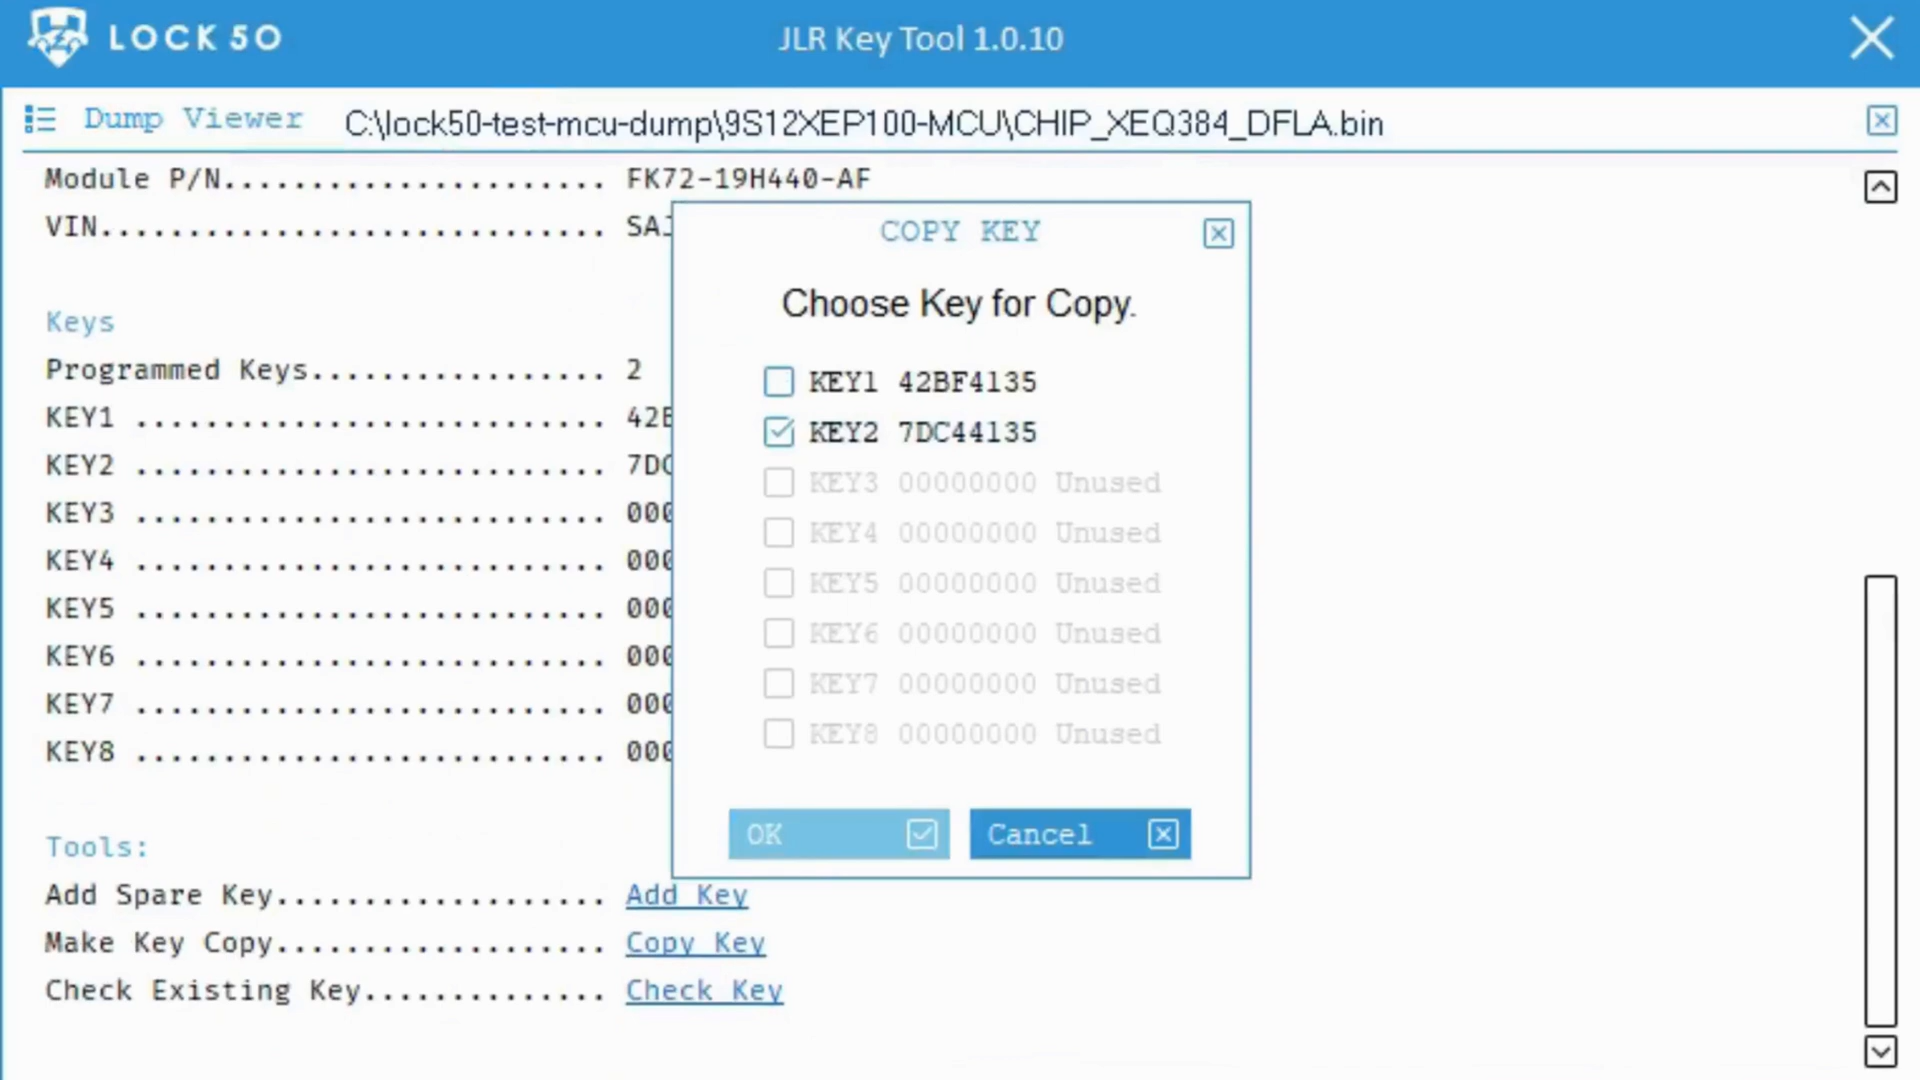 LOCK 50
JLR Key Tool 1.0.10
Dump Viewer C:\lock50-test-mcu-dump\9S12XEP100-MCU\CHIP_XEQ384_DFLA.bin
Module P/N...................... FK72-19H440-AF
VIN............................. SAJ
Keys
Programmed Keys................. 2
KEY1 ........................... 42B
KEY2 ........................... 7DC
KEY3 ........................... 000
KEY4 ........................... 000
KEY5 ........................... 000
KEY6 ........................... 000
KEY7 ........................... 000
KEY8 ........................... 000
Tools:
Add Spare Key................... Add Key
Make Key Copy................... Copy Key
Check Existing Key.............. Check Key
COPY KEY
Choose Key for Copy.
KEY1 42BF4135
KEY2 7DC44135
KEY3 00000000 Unused
KEY4 00000000 Unused
KEY5 00000000 Unused
KEY6 00000000 Unused
KEY7 00000000 Unused
KEY8 00000000 Unused
OK
Cancel